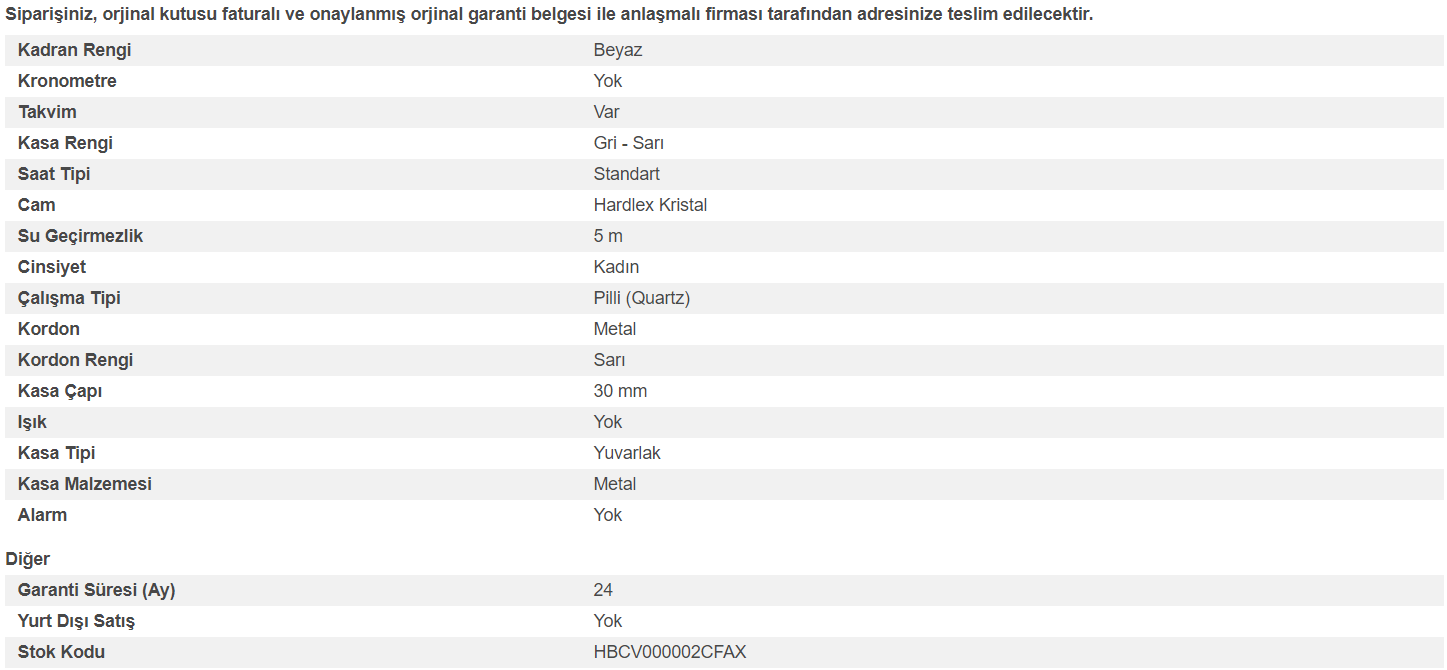 Siparişiniz, orjinal kutusu faturalı ve onaylanmış orjinal garanti belgesi ile anlaşmalı firması tarafından adresinize teslim edilecektir.
Kadran Rengi Beyaz
Kronometre Yok
Takvim Var
Kasa Rengi Gri - Sarı
Saat Tipi Standart
Cam Hardlex Kristal
Su Geçirmezlik 5 m
Cinsiyet Kadın
Çalışma Tipi Pilli (Quartz)
Kordon Metal
Kordon Rengi Sarı
Kasa Çapı 30 mm
Işık Yok
Kasa Tipi Yuvarlak
Kasa Malzemesi Metal
Alarm Yok
Diğer
Garanti Süresi (Ay) 24
Yurt Dışı Satış Yok
Stok Kodu HBCV000002CFAX